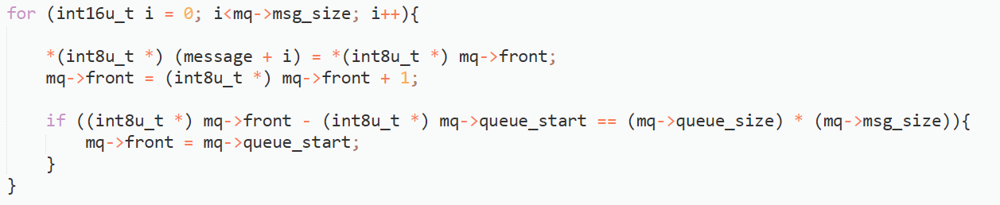 for (int16u_t i = 0; i<mq->msg_size; i++){
*(int8u_t *) (message + i) = *(int8u_t *) mq->front;
mq->front = (int8u_t *) mq->front + 1;
if ((int8u_t *) mq->front - (int8u_t *) mq->queue_start == (mq->queue_size) * (mq->msg_size)){
mq->front = mq->queue_start;
}
}